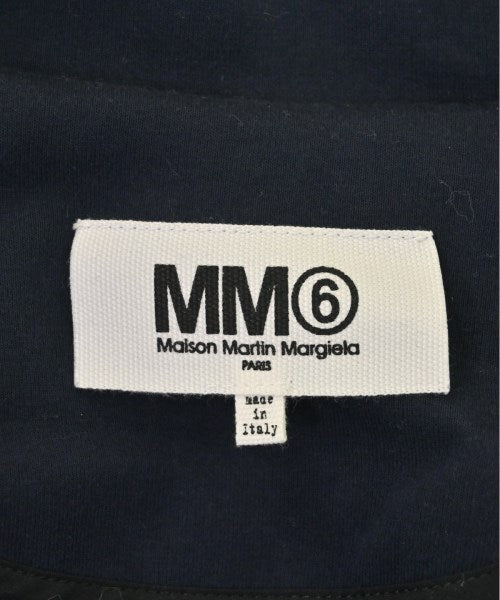 MM⑥
Maison Martin Margiela
PARIS
Made
in
Italy